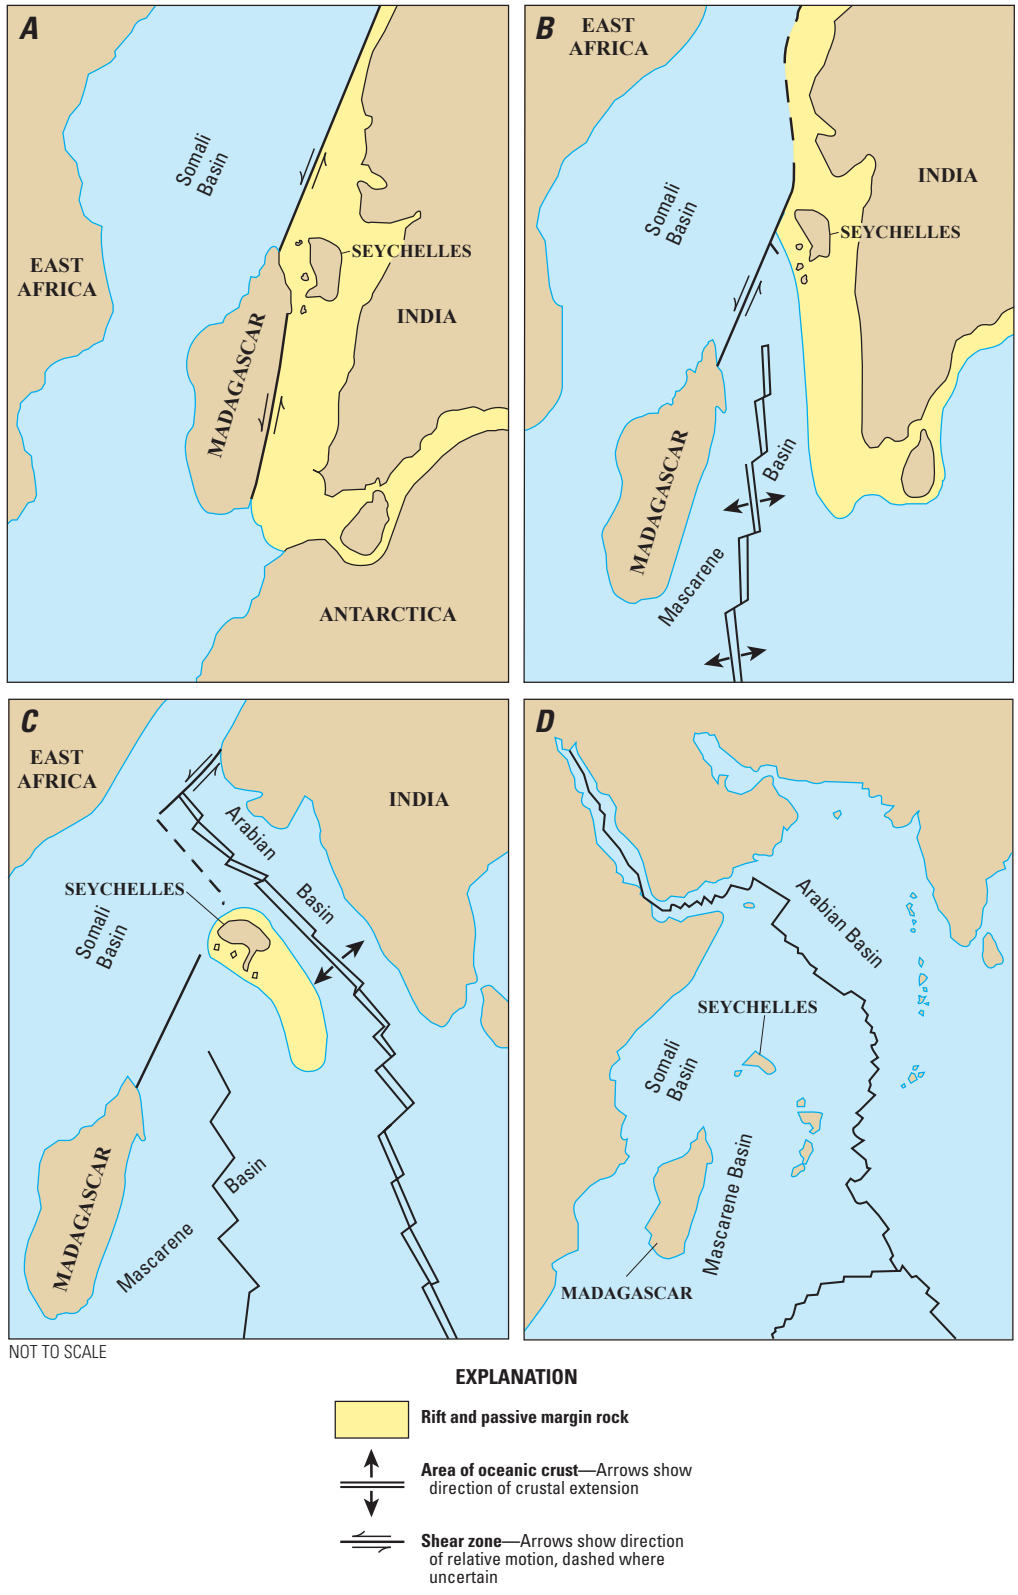 A
Somali
Basin
EAST
AFRICA
SEYCHELLES
INDIA
MADAGASCAR
ANTARCTICA
B
EAST
AFRICA
INDIA
Somali
Basin
SEYCHELLES
MADAGASCAR
Mascarene
Basin
C
EAST
AFRICA
INDIA
Arabian
Basin
SEYCHELLES
Somali
Basin
MADAGASCAR
Mascarene
Basin
D
Arabian Basin
SEYCHELLES
Somali
Basin
Mascarene Basin
MADAGASCAR
NOT TO SCALE
EXPLANATION
Rift and passive margin rock
Area of oceanic crust—Arrows show
direction of crustal extension
Shear zone—Arrows show direction
of relative motion, dashed where
uncertain